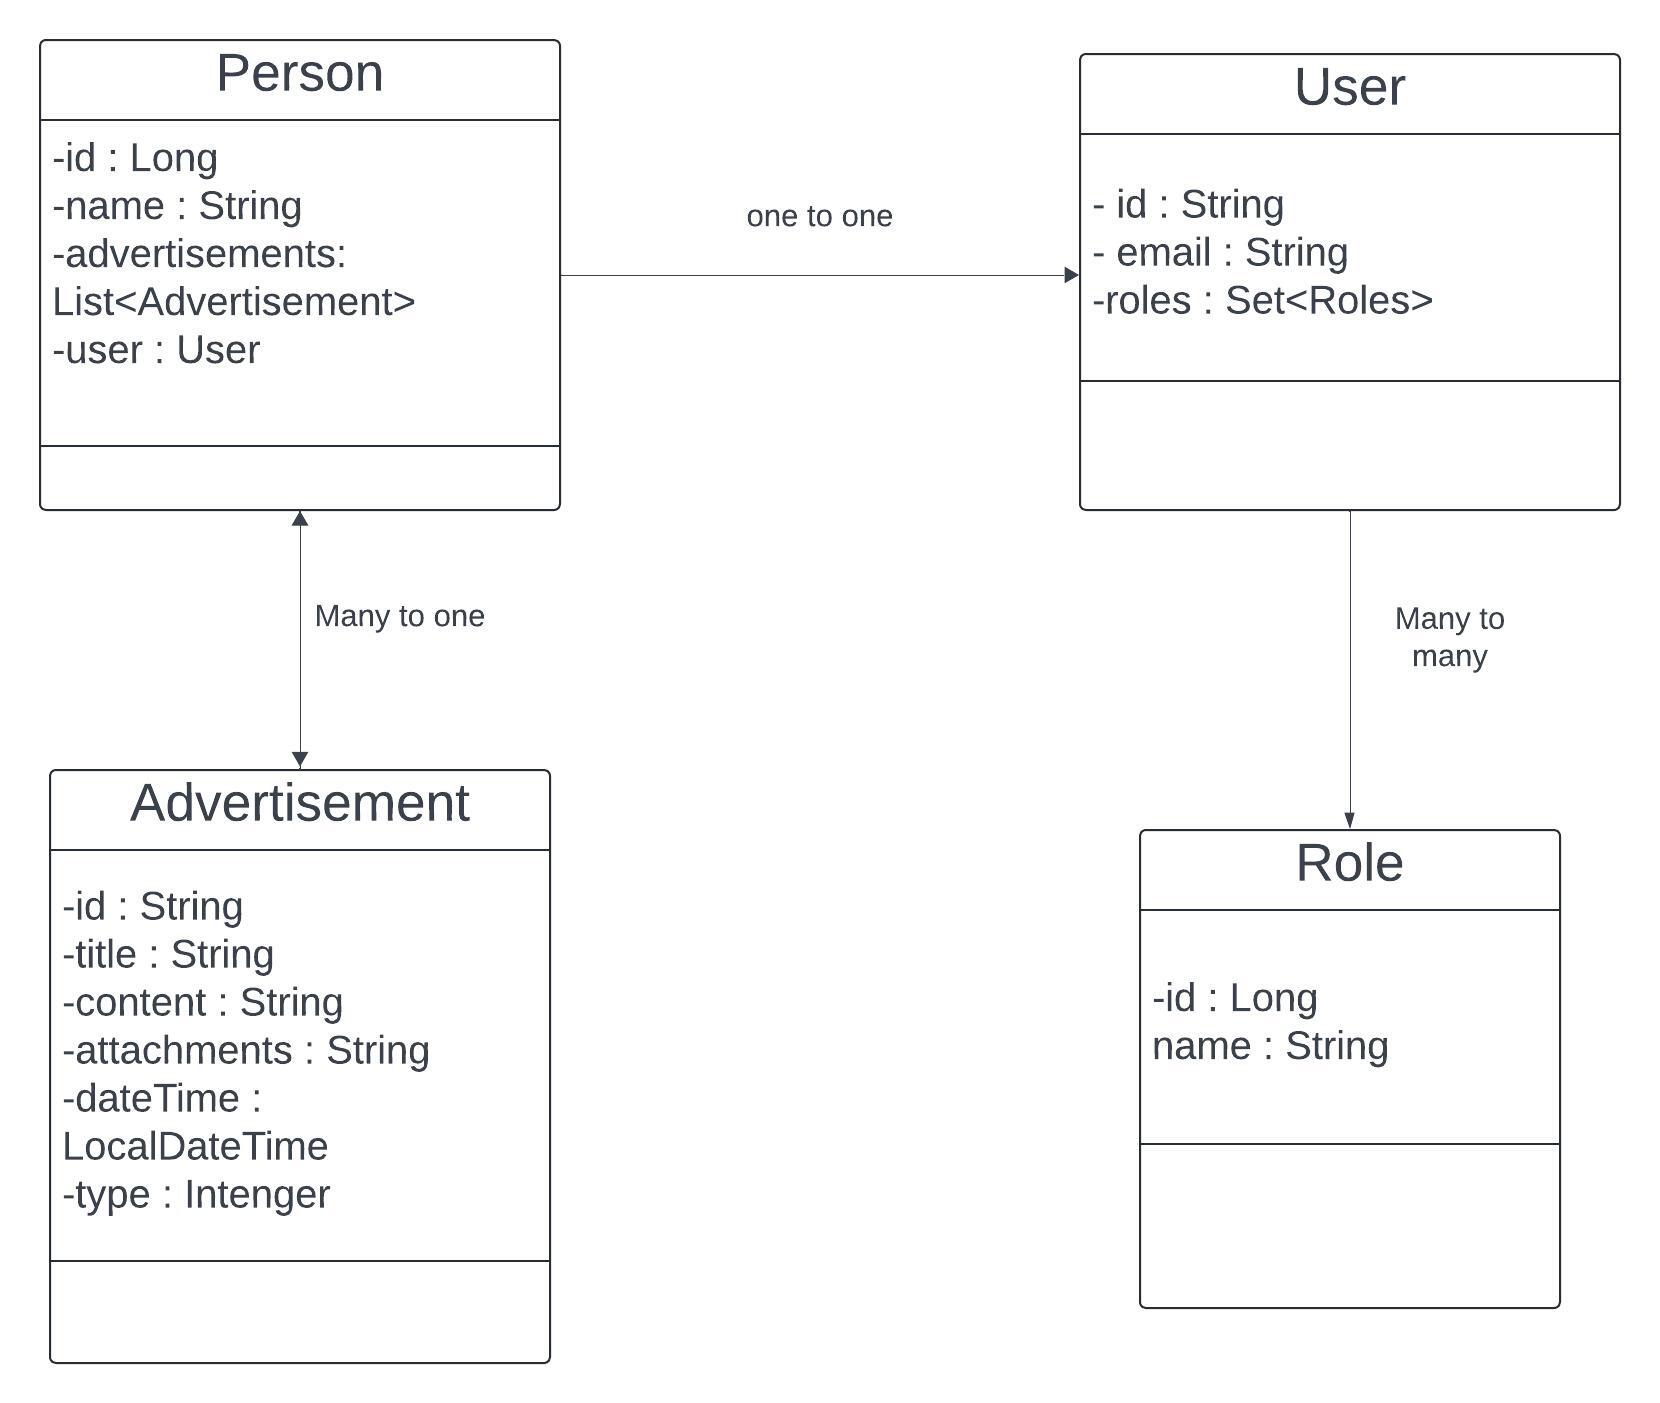 Person
-id : Long
-name : String
-advertisements:
List<Advertisement>
-user : User
one to one
User
- id : String
- email : String
-roles : Set<Roles>
Many to one
Many to
many
Advertisement
-id : String
-title : String
-content : String
-attachments : String
-dateTime :
LocalDateTime
-type : Intenger
Role
-id : Long
name : String